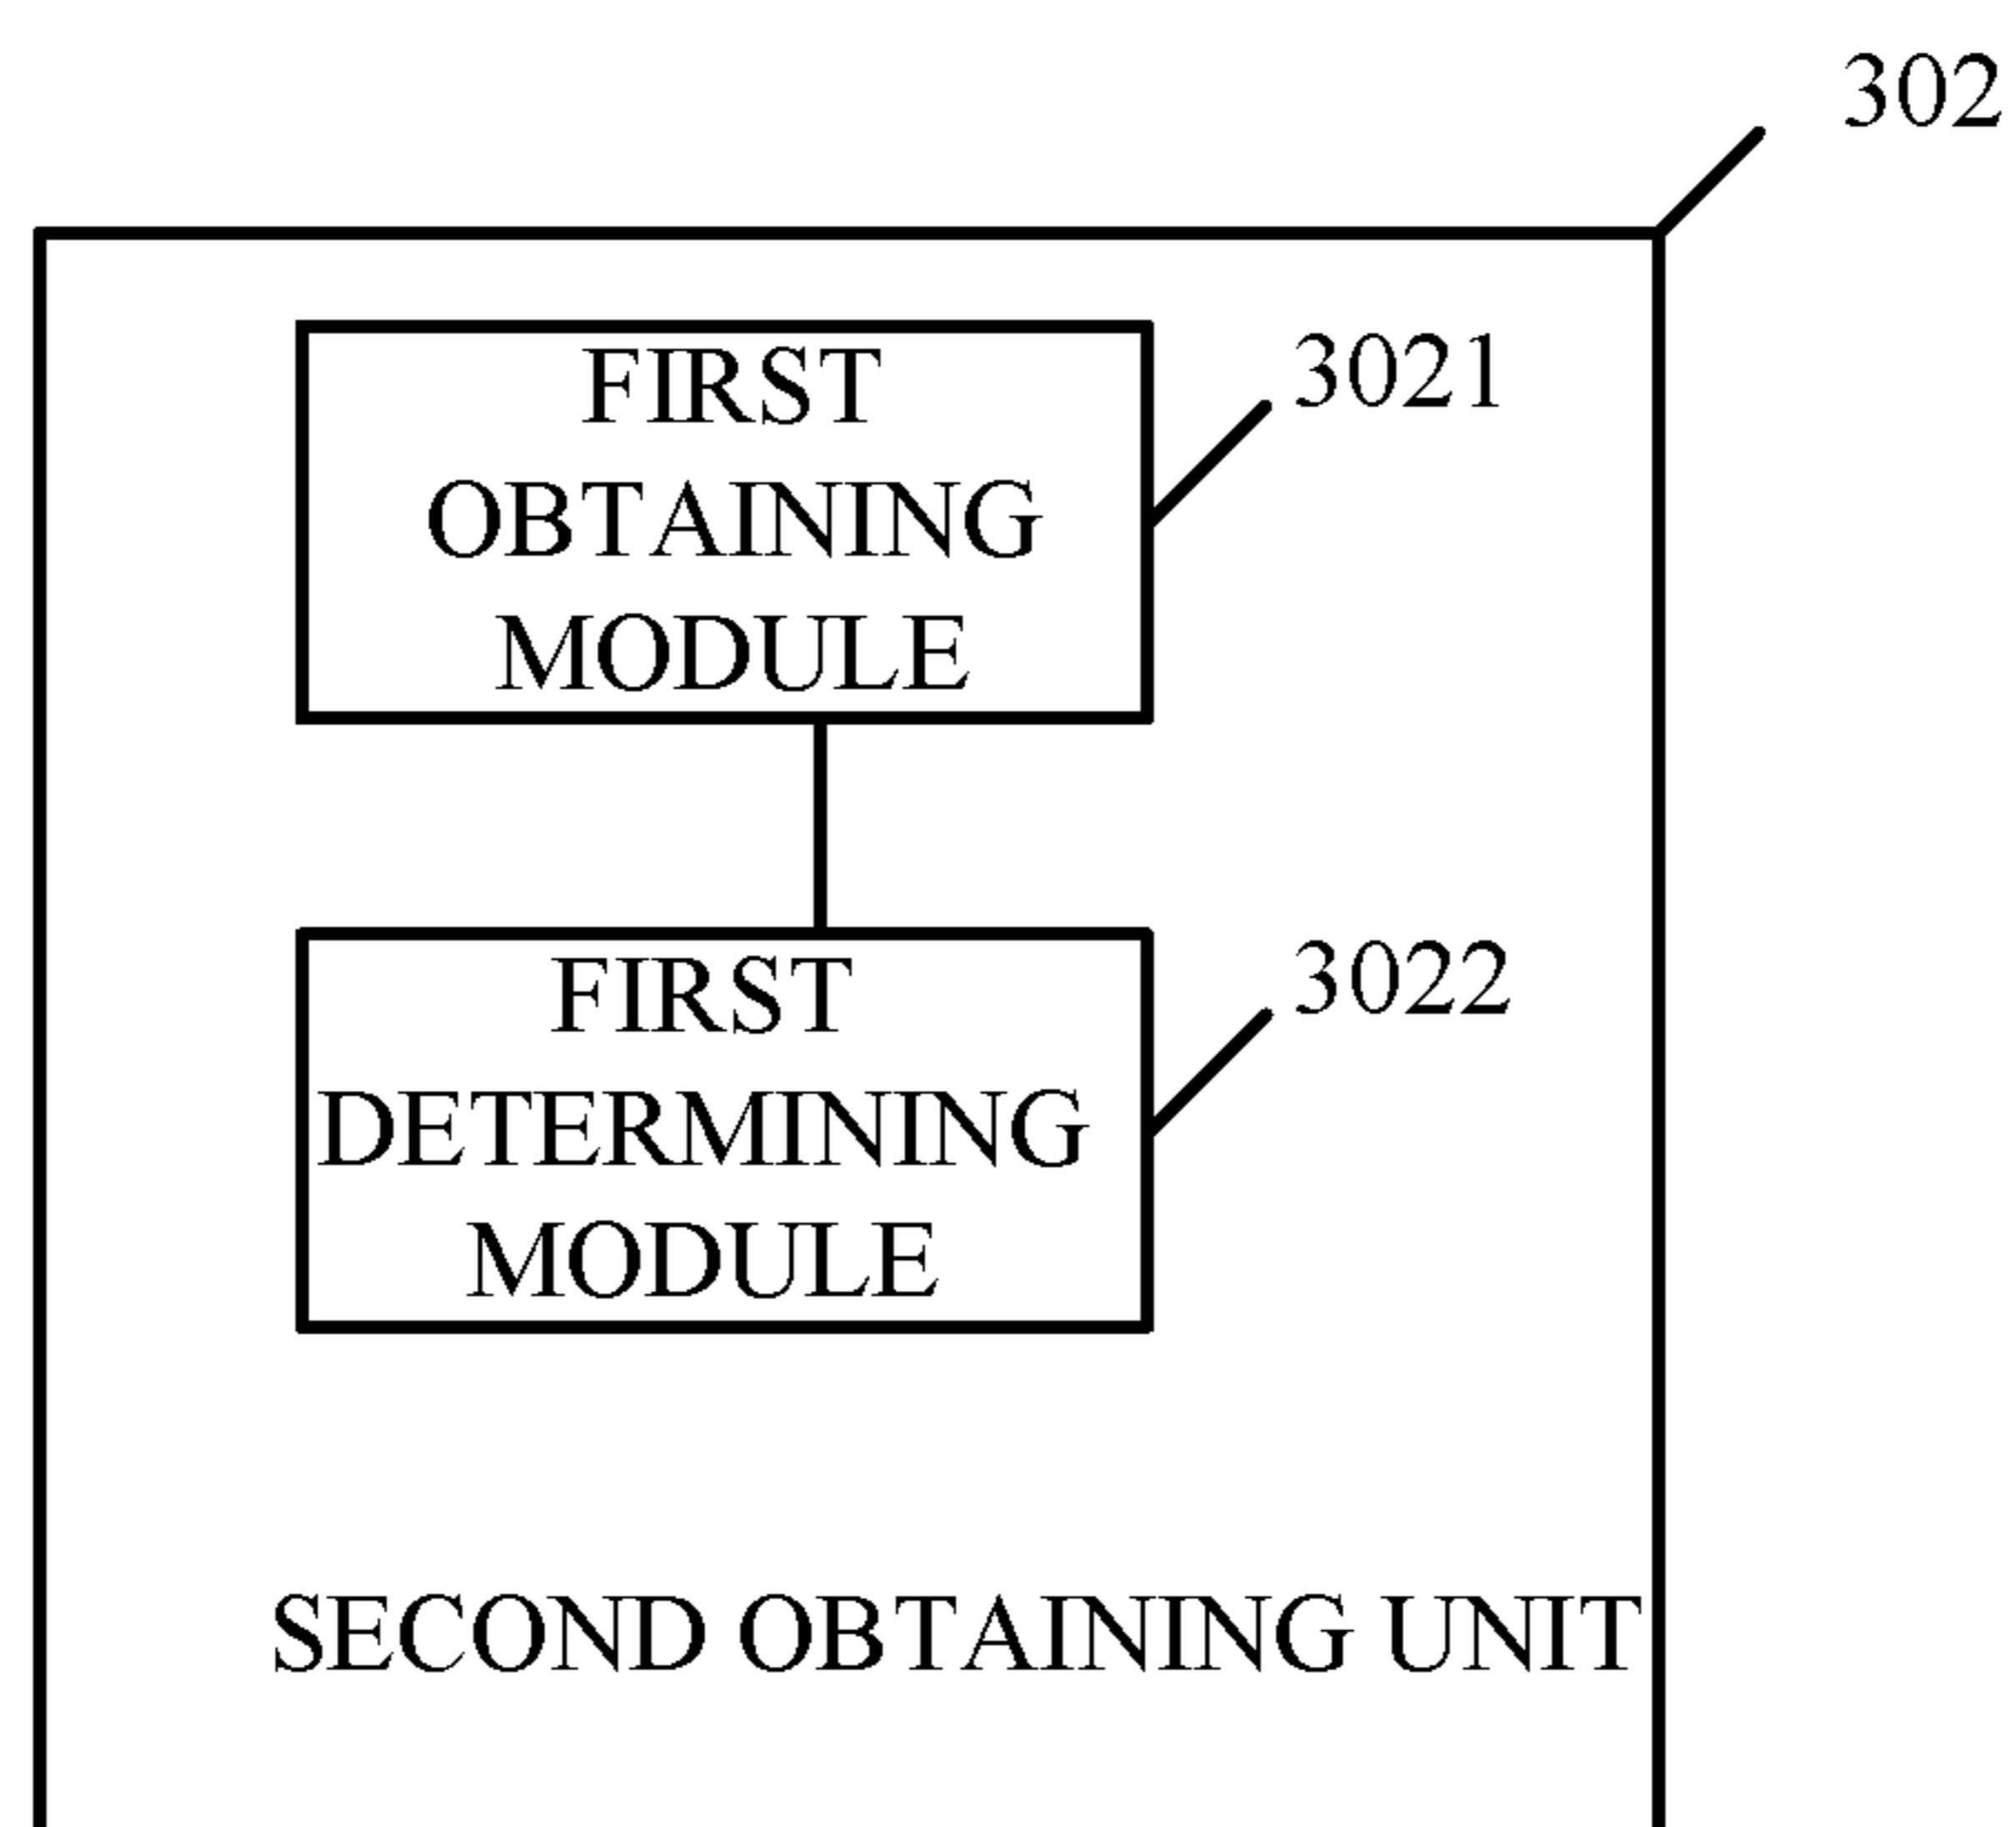 302
FIRST
OBTAINING
MODULE
3021
FIRST
DETERMINING
MODULE
3022
SECOND OBTAINING UNIT